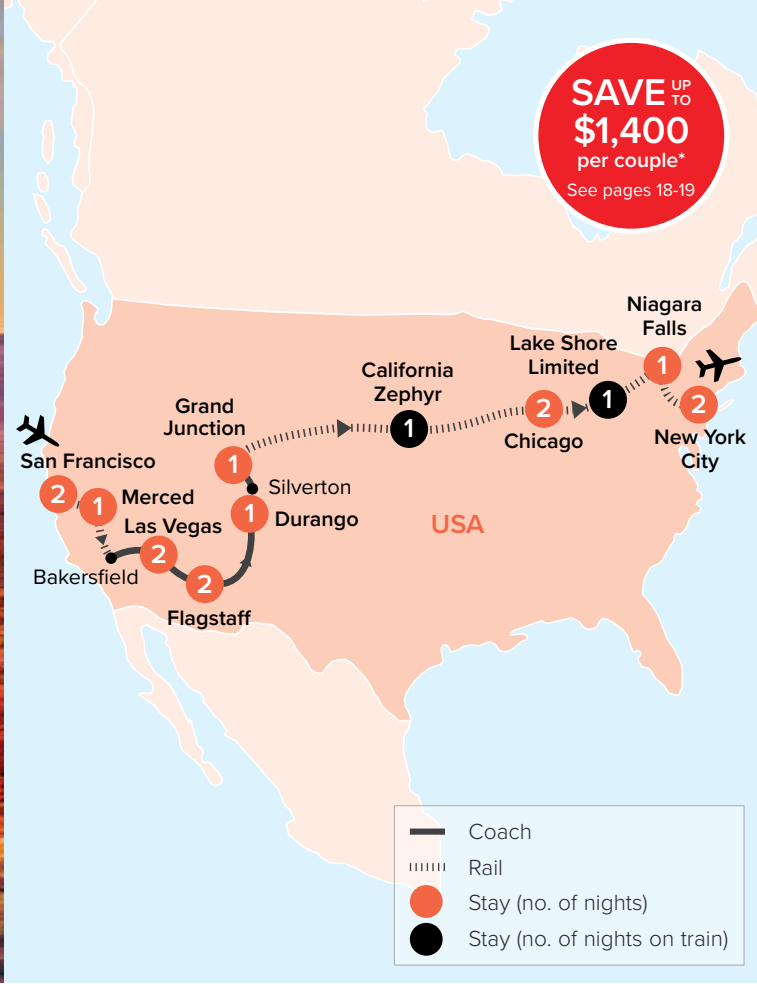 SAVE UP TO
$1,400
per couple*
See pages 18-19
Niagara
Falls
1
Lake Shore
Limited
1
California
Zephyr
1
2
Chicago
2
New York
City
Grand
Junction
1
San Francisco
2
1
Merced
Silverton
1
Durango
Las Vegas
2
USA
Bakersfield
2
Flagstaff
Coach
Rail
Stay (no. of nights)
Stay (no. of nights on train)